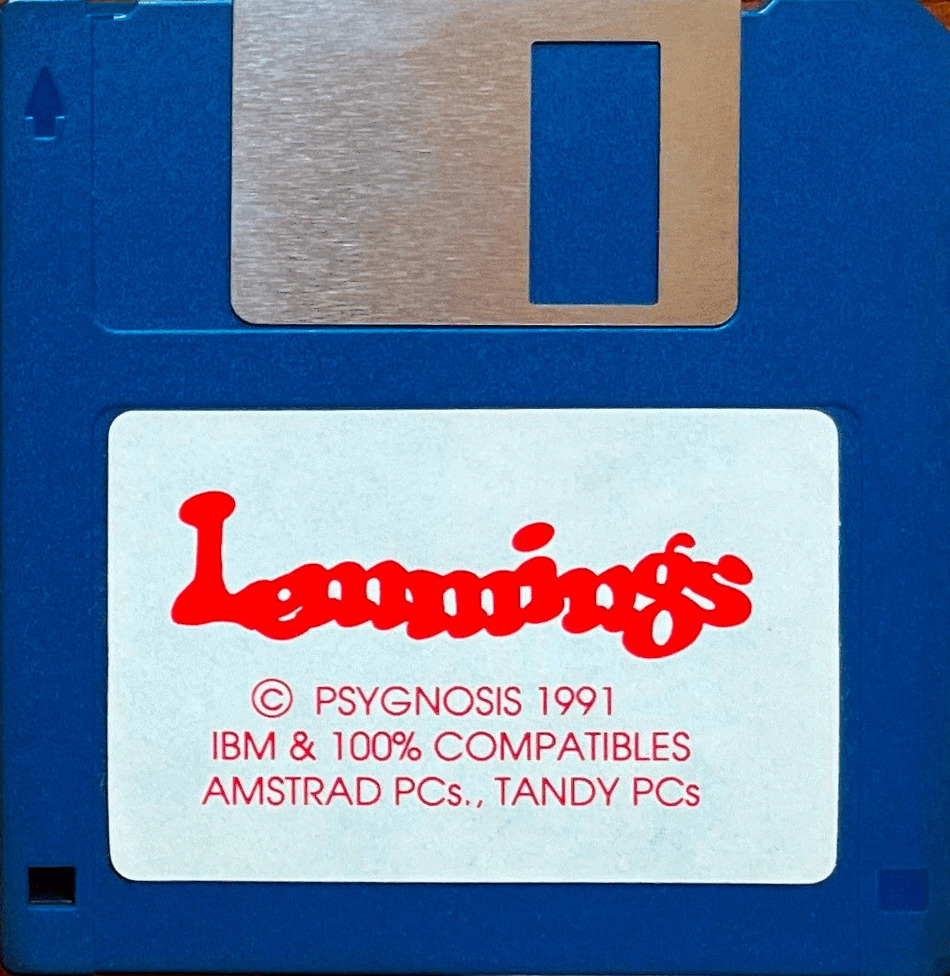 Lemmings
© PSYGNOSIS 1991
IBM & 100% COMPATIBLES
AMSTRAD PCs., TANDY PCs